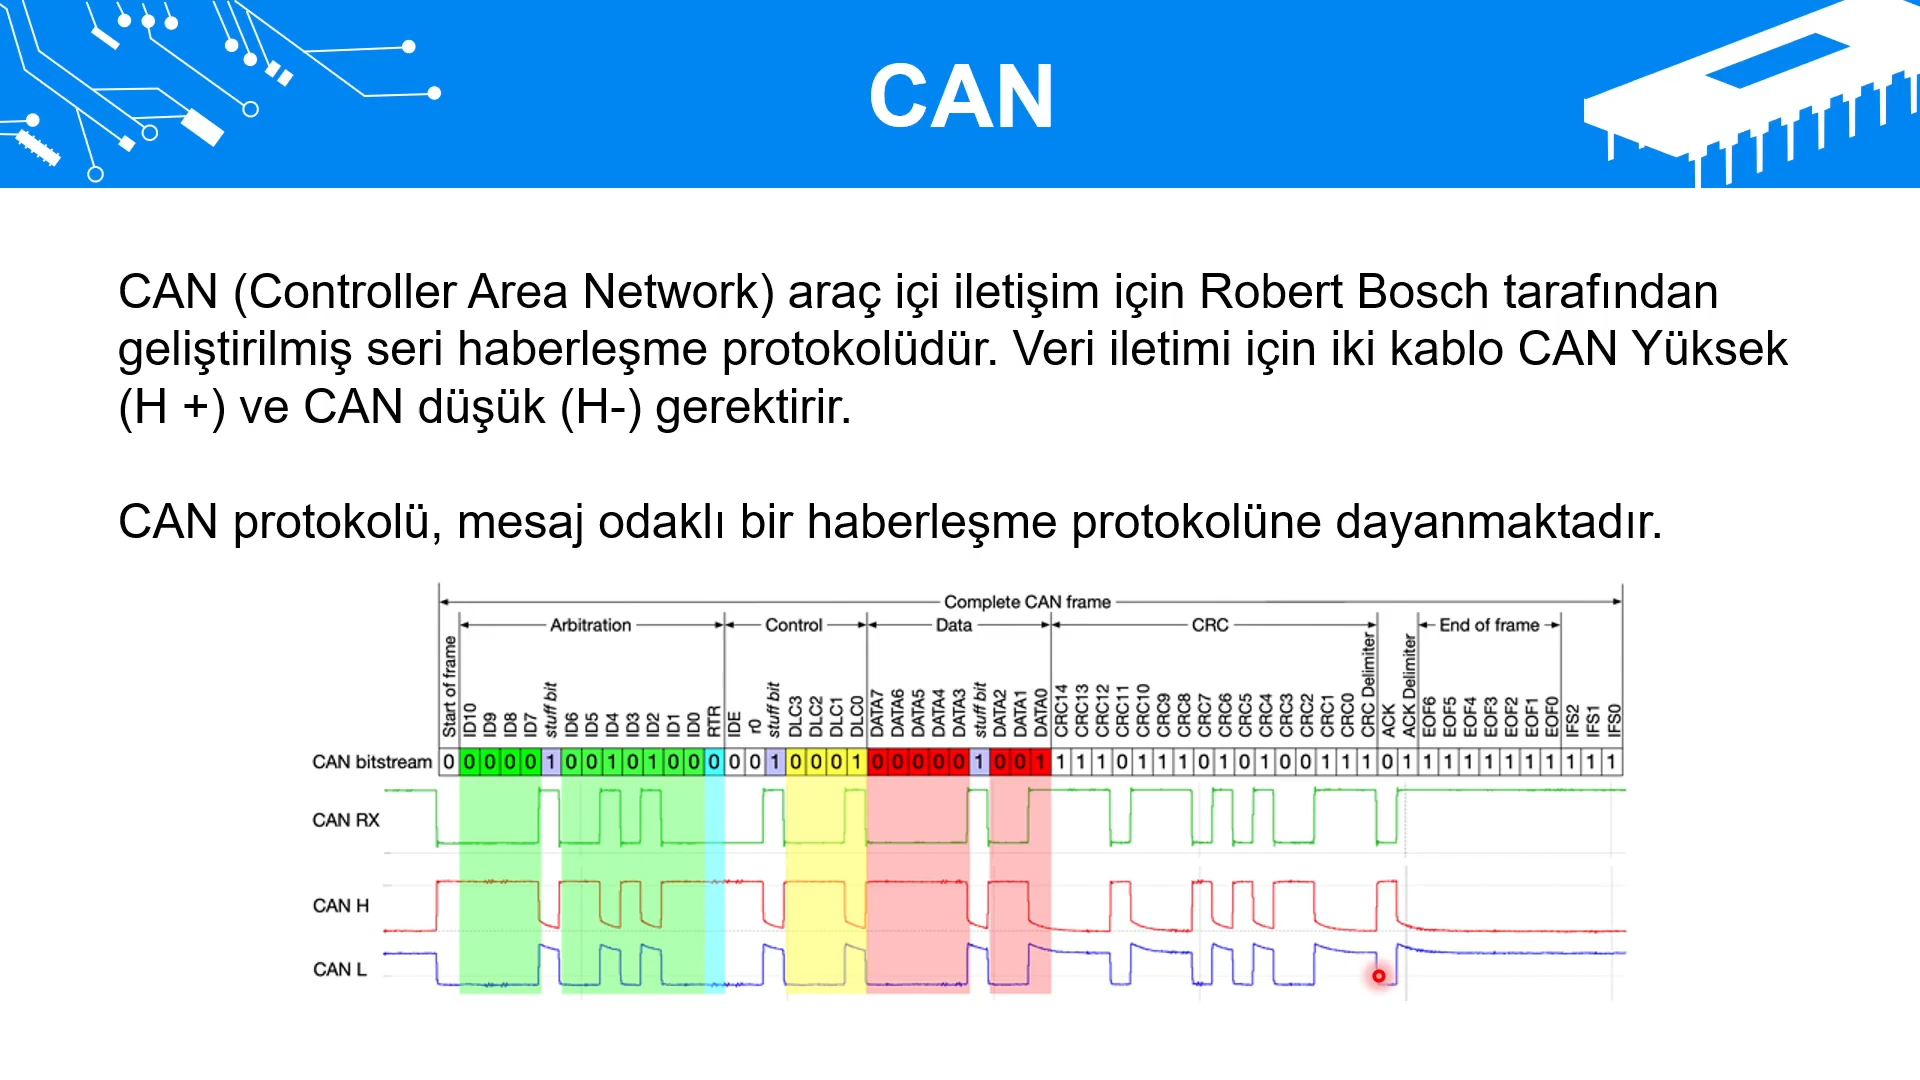 CAN
CAN (Controller Area Network) araç içi iletişim için Robert Bosch tarafından
geliştirilmiş seri haberleşme protokolüdür. Veri iletimi için iki kablo CAN Yüksek
(H +) ve CAN düşük (H-) gerektirir.
CAN protokolü, mesaj odaklı bir haberleşme protokolüne dayanmaktadır.
Complete CAN frame
Arbitration Control Data CRC End of frame
Start of frame ID10 ID9 ID8 ID7 stuff bit ID6 ID5 ID4 ID3 ID2 ID1 ID0 RTR IDE r0 stuff bit DLC3 DLC2 DLC1 DLC0 DATA7 DATA6 DATA5 DATA4 DATA3 stuff bit DATA2 DATA1 DATA0 CRC14 CRC13 CRC12 CRC11 CRC10 CRC9 CRC8 CRC7 CRC6 CRC5 CRC4 CRC3 CRC2 CRC1 CRC0 CRC Delimiter ACK ACK Delimiter EOF6 EOF5 EOF4 EOF3 EOF2 EOF1 EOF0 IFS2 IFS1 IFS0
CAN bitstream 0 0 0 0 0 1 0 0 1 0 1 0 0 0 0 0 1 0 0 0 1 0 0 0 0 0 1 0 0 1 1 1 1 0 1 1 1 0 1 0 1 0 0 1 1 1 0 1 1 1 1 1 1 1 1 1 1 1
CAN RX
CAN H
CAN L